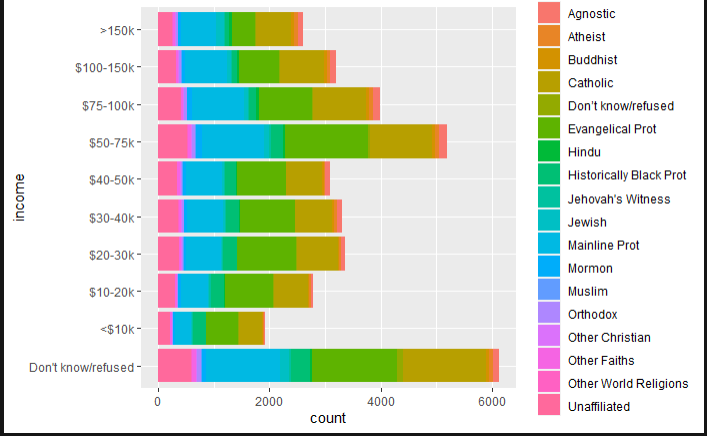 income
>150k
$100-150k
$75-100k
$50-75k
$40-50k
$30-40k
$20-30k
$10-20k
<$10k
Don't know/refused
0 2000 4000 6000
count
Agnostic
Atheist
Buddhist
Catholic
Don't know/refused
Evangelical Prot
Hindu
Historically Black Prot
Jehovah's Witness
Jewish
Mainline Prot
Mormon
Muslim
Orthodox
Other Christian
Other Faiths
Other World Religions
Unaffiliated